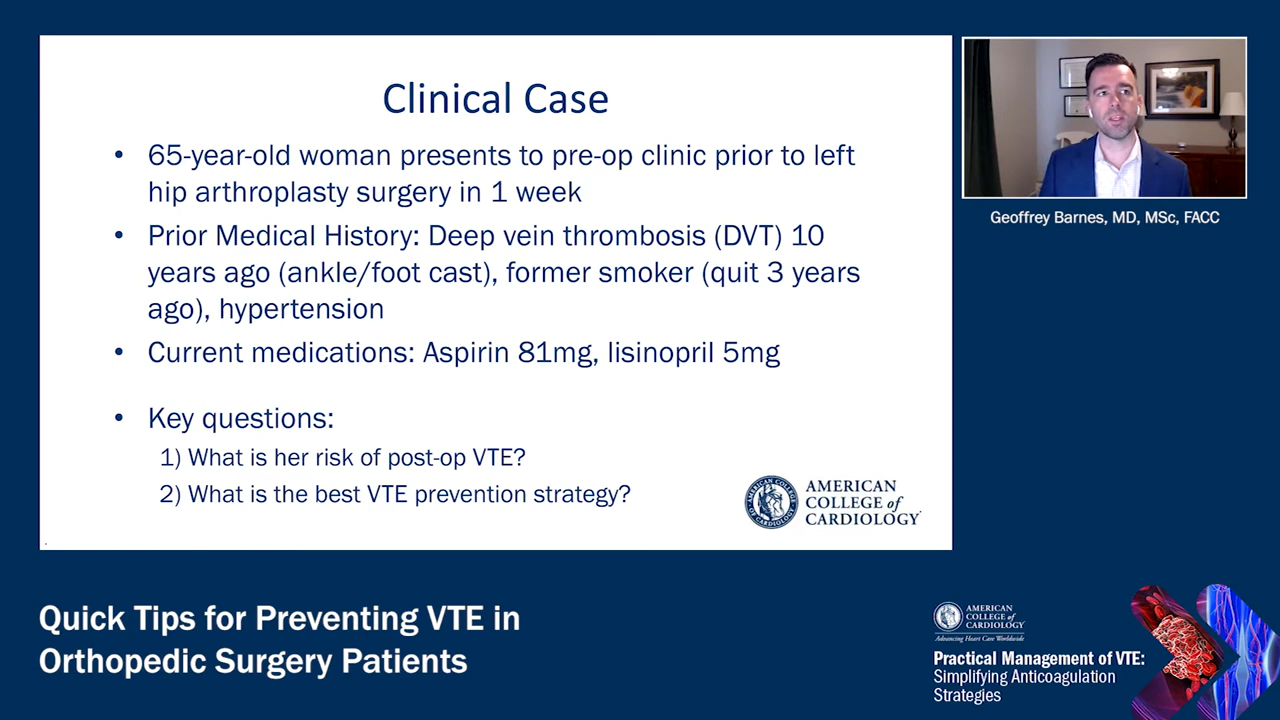 Clinical Case
• 65-year-old woman presents to pre-op clinic prior to left
hip arthroplasty surgery in 1 week
• Prior Medical History: Deep vein thrombosis (DVT) 10
years ago (ankle/foot cast), former smoker (quit 3 years
ago), hypertension
• Current medications: Aspirin 81mg, lisinopril 5mg
• Key questions:
1) What is her risk of post-op VTE?
2) What is the best VTE prevention strategy?
AMERICAN
COLLEGE of
CARDIOLOGY
Geoffrey Barnes, MD, MSc, FACC
Quick Tips for Preventing VTE in
Orthopedic Surgery Patients
AMERICAN
COLLEGE of
CARDIOLOGY
Advancing Heart Care Worldwide
Practical Management of VTE:
Simplifying Anticoagulation
Strategies